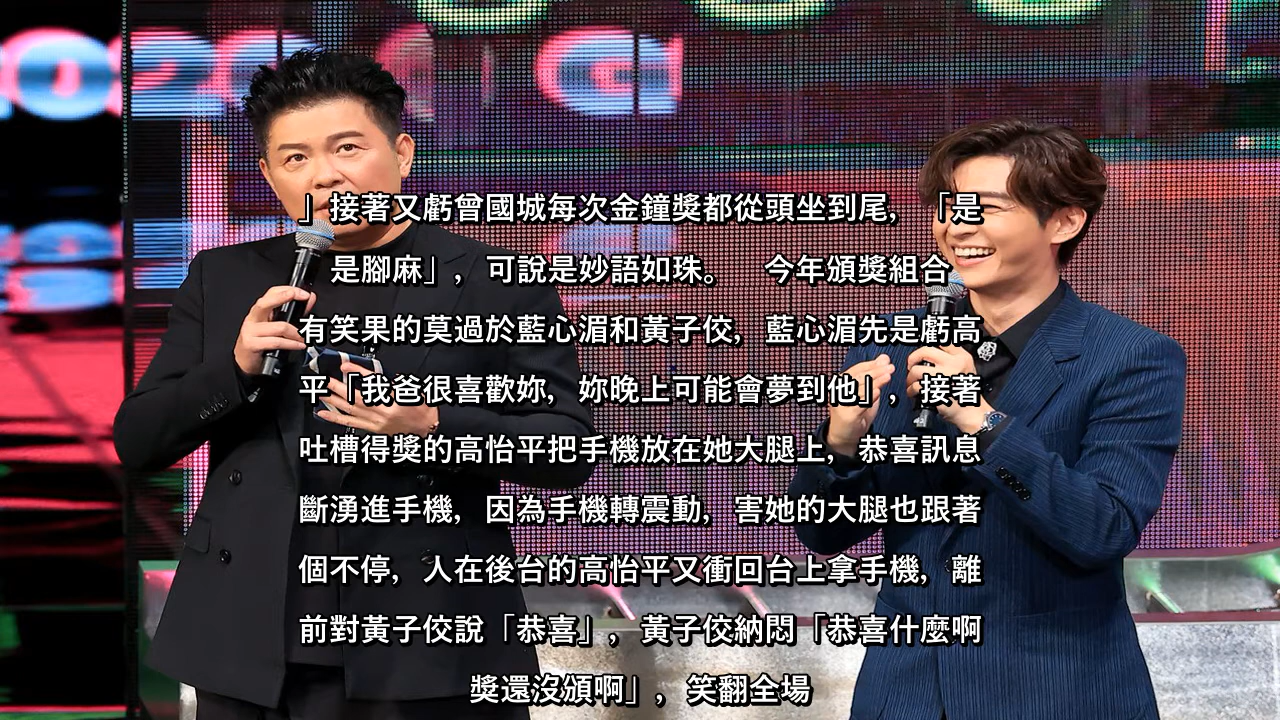 」接著又虧曾國城每次金鐘獎都從頭坐到尾，「是
是腳麻」，可說是妙語如珠。　今年頒獎組合
有笑果的莫過於藍心湄和黃子佼，藍心湄先是虧高
平「我爸很喜歡妳，妳晚上可能會夢到他」，接著
吐槽得獎的高怡平把手機放在她大腿上，恭喜訊息
斷湧進手機，因為手機轉震動，害她的大腿也跟著
個不停，人在後台的高怡平又衝回台上拿手機，離
前對黃子佼說「恭喜」，黃子佼納悶「恭喜什麼啊
獎還沒頒啊」，笑翻全場